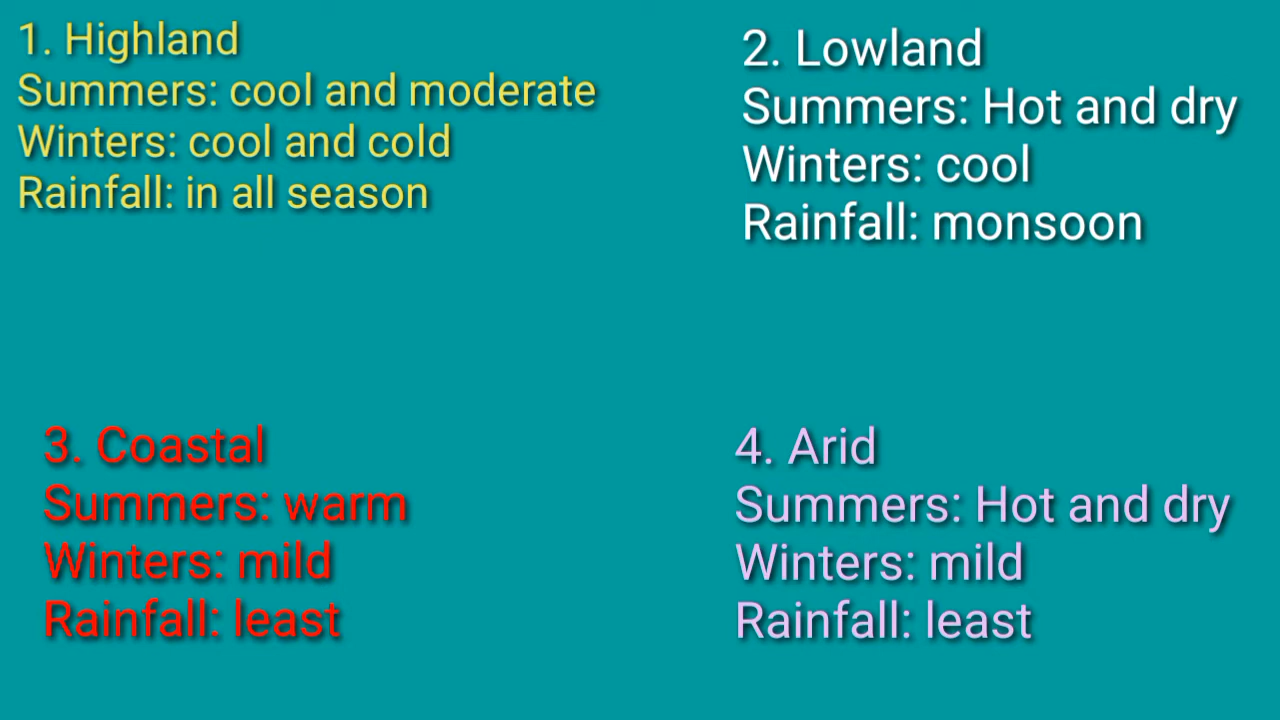 1. Highland
Summers: cool and moderate
Winters: cool and cold
Rainfall: in all season
2. Lowland
Summers: Hot and dry
Winters: cool
Rainfall: monsoon
3. Coastal
Summers: warm
Winters: mild
Rainfall: least
4. Arid
Summers: Hot and dry
Winters: mild
Rainfall: least